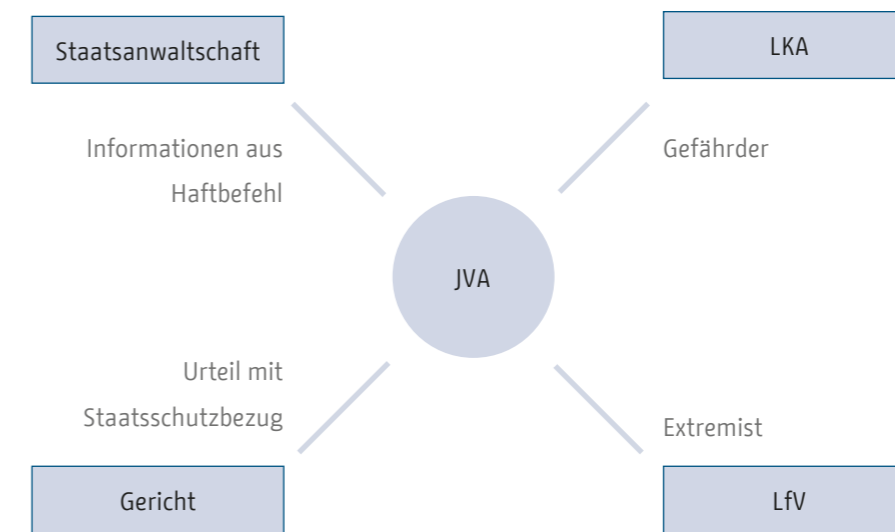 Staatsanwaltschaft
LKA
Informationen aus
Haftbefehl
Gefährder
JVA
Urteil mit
Staatsschutzbezug
Extremist
Gericht
LfV